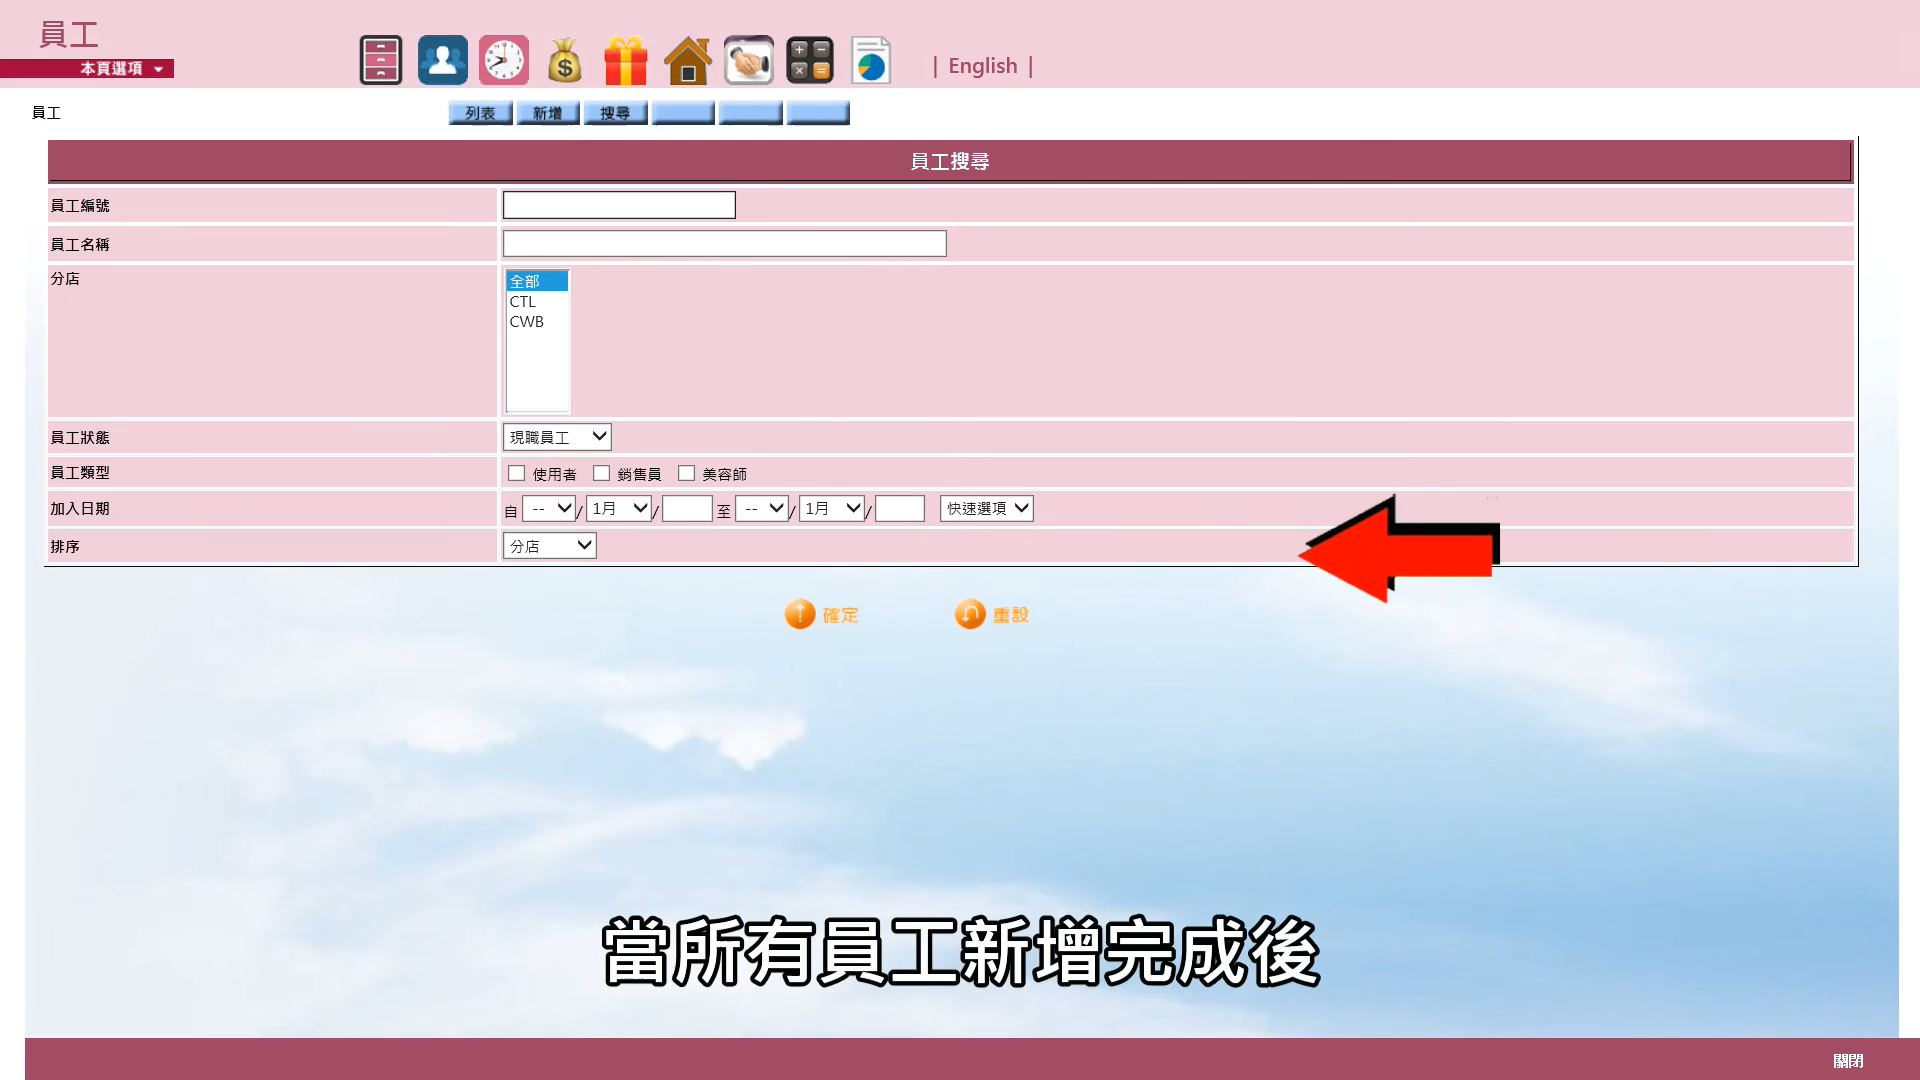 員工
本頁選項
| English |
員工
列表 新增 搜尋
員工搜尋
員工編號
員工名稱
分店
全部
CTL
CWB
員工狀態 現職員工
員工類型 使用者 銷售員 美容師
加入日期 自 -- / 1月 / 至 -- / 1月 / 快速選項
排序 分店
確定 重設
當所有員工新增完成後
關閉